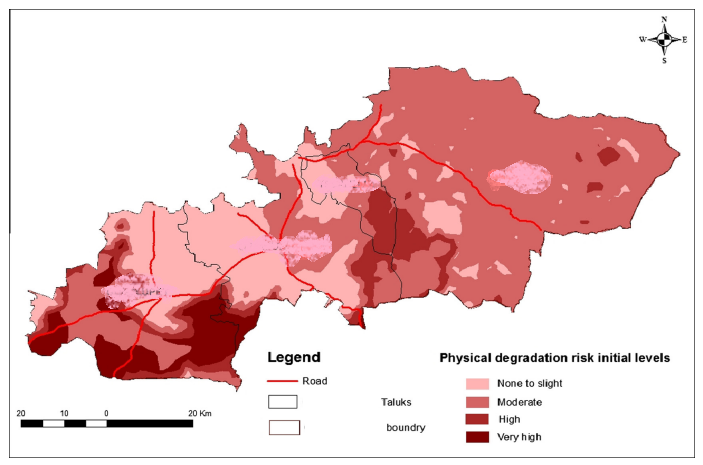 N
W E
S
Legend
Road
Taluks
boundry
Physical degradation risk initial levels
None to slight
Moderate
High
Very high
20 10 0 20 Km